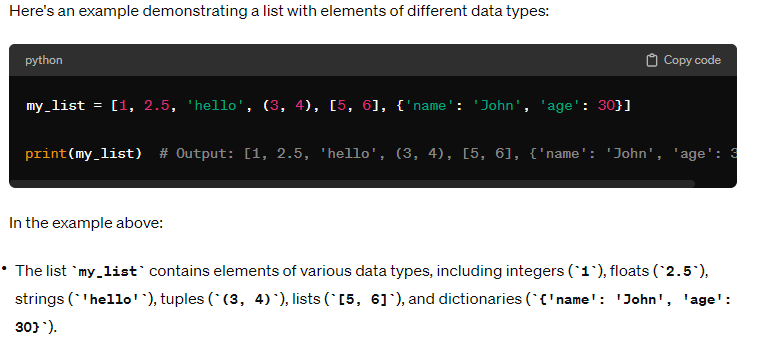 Here's an example demonstrating a list with elements of different data types:
python
Copy code
my_list = [1, 2.5, 'hello', (3, 4), [5, 6], {'name': 'John', 'age': 30}]
print(my_list)  # Output: [1, 2.5, 'hello', (3, 4), [5, 6], {'name': 'John', 'age': 3
In the example above:
• The list `my_list` contains elements of various data types, including integers (`1`), floats (`2.5`),
strings (`'hello'`), tuples (`(3, 4)`), lists (`[5, 6]`), and dictionaries (`{'name': 'John', 'age':
30}`).